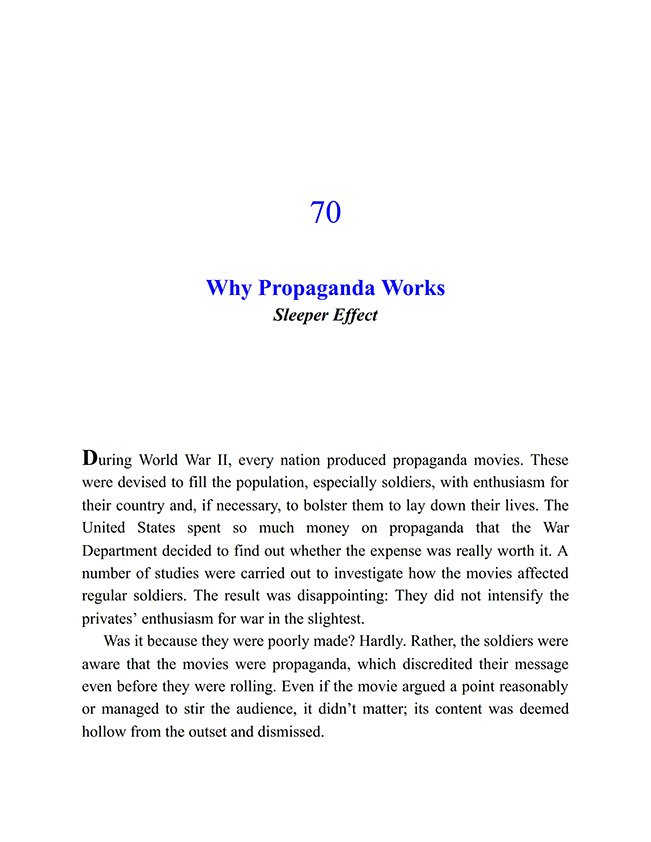 70
Why Propaganda Works
Sleeper Effect
During World War II, every nation produced propaganda movies. These
were devised to fill the population, especially soldiers, with enthusiasm for
their country and, if necessary, to bolster them to lay down their lives. The
United States spent so much money on propaganda that the War
Department decided to find out whether the expense was really worth it. A
number of studies were carried out to investigate how the movies affected
regular soldiers. The result was disappointing: They did not intensify the
privates’ enthusiasm for war in the slightest.
Was it because they were poorly made? Hardly. Rather, the soldiers were
aware that the movies were propaganda, which discredited their message
even before they were rolling. Even if the movie argued a point reasonably
or managed to stir the audience, it didn’t matter; its content was deemed
hollow from the outset and dismissed.